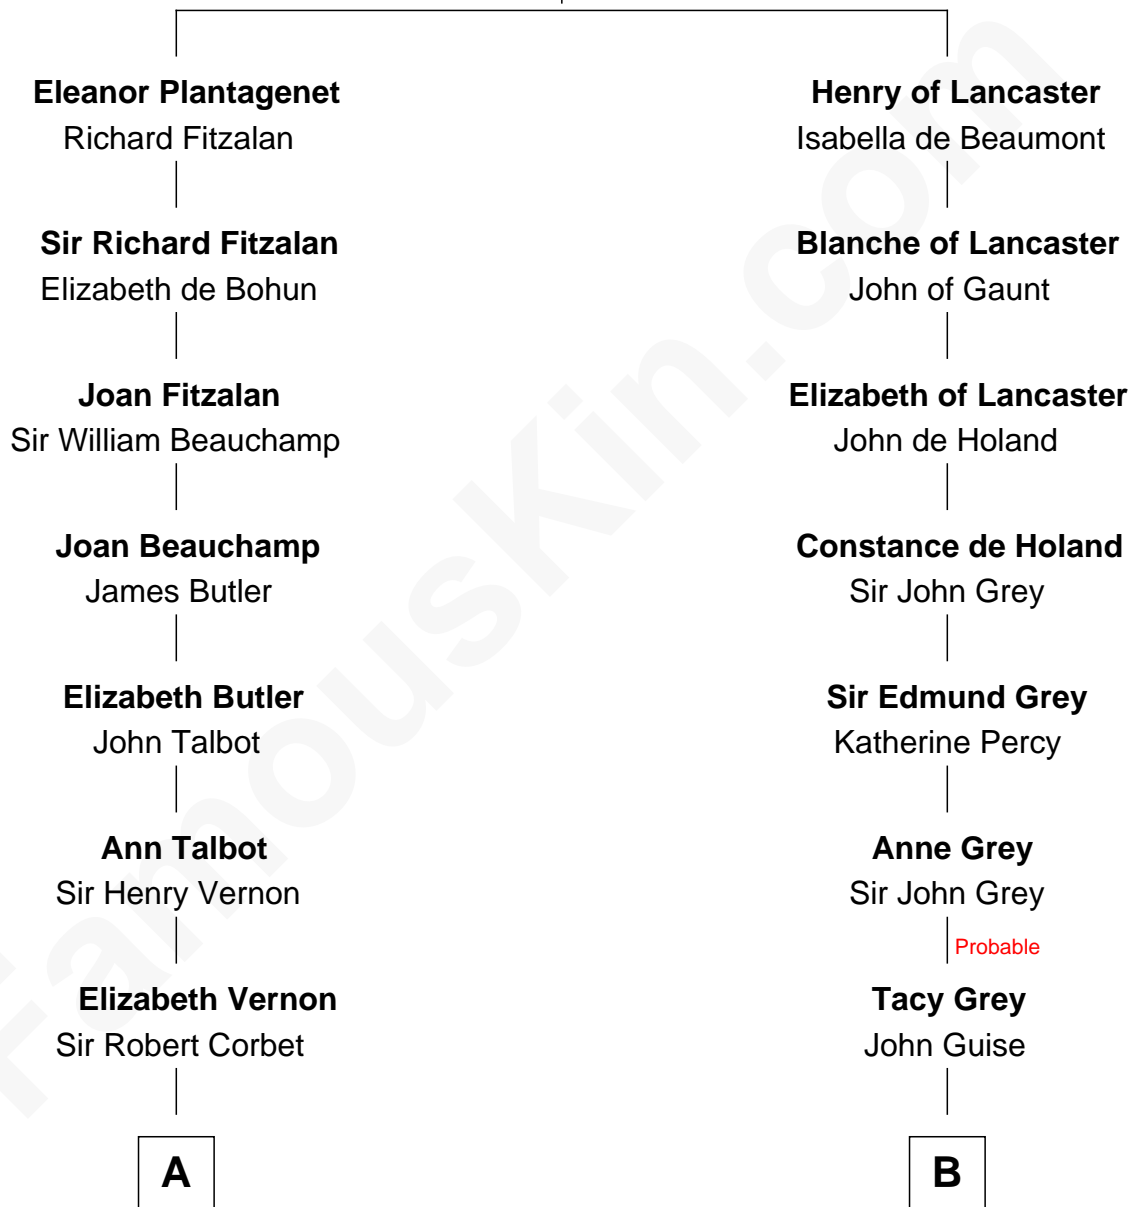 Eleanor Plantagenet
Richard Fitzalan
Sir Richard Fitzalan
Elizabeth de Bohun
Joan Fitzalan
Sir William Beauchamp
Joan Beauchamp
James Butler
Elizabeth Butler
John Talbot
Ann Talbot
Sir Henry Vernon
Elizabeth Vernon
Sir Robert Corbet
A
Henry of Lancaster
Isabella de Beaumont
Blanche of Lancaster
John of Gaunt
Elizabeth of Lancaster
John de Holand
Constance de Holand
Sir John Grey
Sir Edmund Grey
Katherine Percy
Anne Grey
Sir John Grey
Probable
Tacy Grey
John Guise
B
FamousKin.com